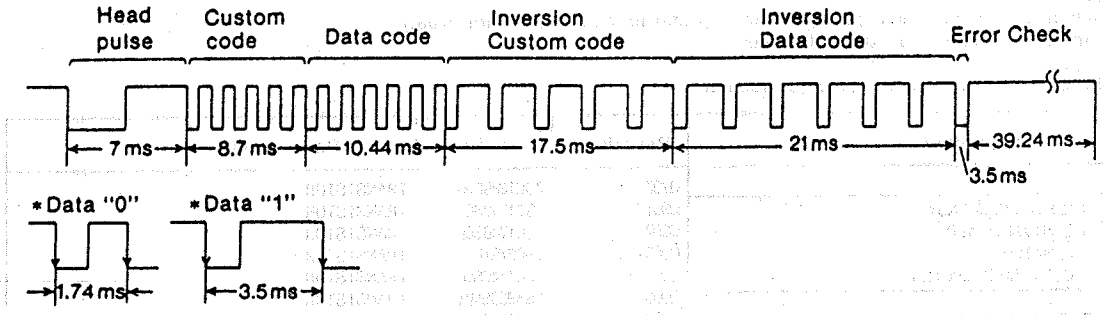 Head pulse
Custom code
Data code
Inversion Custom code
Inversion Data code
Error Check
7 ms
8.7 ms
10.44 ms
17.5 ms
21 ms
39.24 ms
3.5 ms
*Data "0"
*Data "1"
1.74 ms
3.5 ms